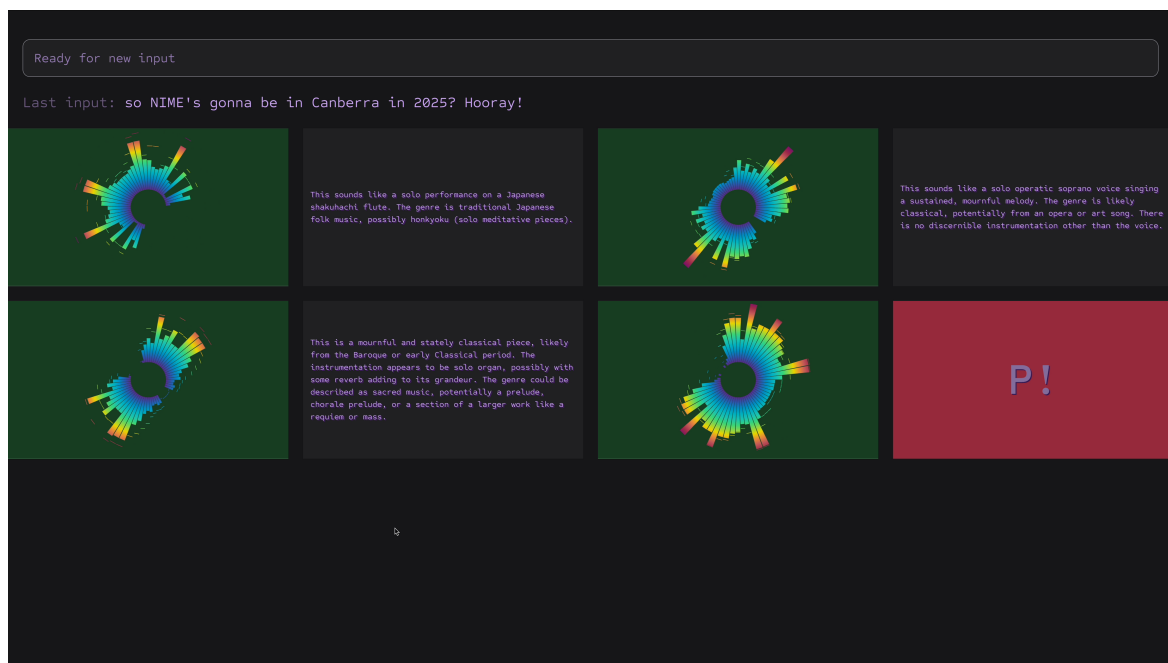 Ready for new input
Last input: so NIME's gonna be in Canberra in 2025? Hooray!
This sounds like a solo performance on a Japanese
shakuhachi flute. The genre is traditional Japanese
folk music, possibly honkyoku (solo meditative pieces).
This sounds like a solo operatic soprano voice singing
a sustained, mournful melody. The genre is likely
classical, potentially from an opera or art song. There
is no discernible instrumentation other than the voice.
This is a mournful and stately classical piece, likely
from the Baroque or early Classical period. The
instrumentation appears to be solo organ, possibly with
some reverb adding to its grandeur. The genre could be
described as sacred music, potentially a prelude,
chorale prelude, or a section of a larger work like a
requiem or mass.
P!